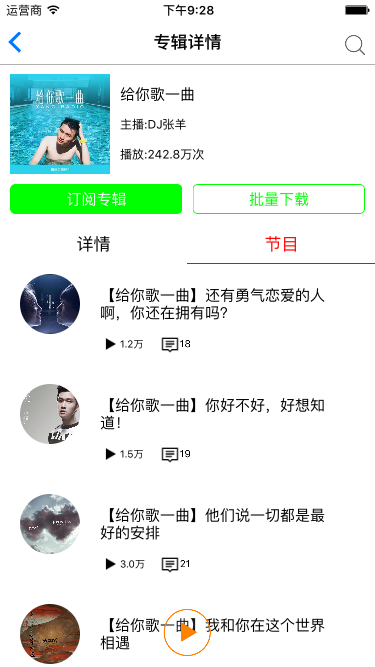 运营商
下午9:28
专辑详情
给你歌一曲
YANG RADIO
给你歌一曲
主播:DJ张羊
播放:242.8万次
订阅专辑
批量下载
详情
节目
【给你歌一曲】还有勇气恋爱的人
啊，你还在拥有吗？
1.2万
18
【给你歌一曲】你好不好，好想知
道！
1.5万
19
【给你歌一曲】他们说一切都是最
好的安排
3.0万
21
【给你歌一曲】我和你在这个世界
相遇